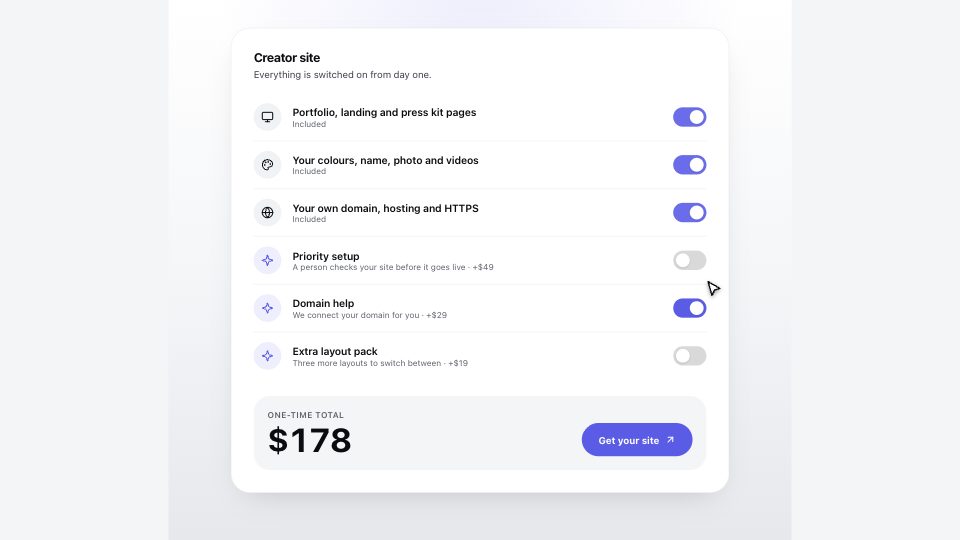 Creator site
Everything is switched on from day one.
Portfolio, landing and press kit pages
Included
Your colours, name, photo and videos
Included
Your own domain, hosting and HTTPS
Included
Priority setup
A person checks your site before it goes live · +$49
Domain help
We connect your domain for you · +$29
Extra layout pack
Three more layouts to switch between · +$19
ONE-TIME TOTAL
$178
Get your site